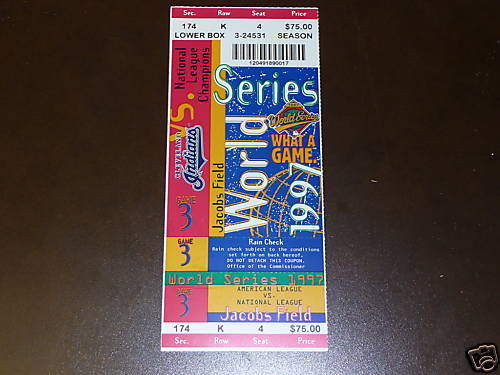 Sec. Row Seat Price
174 K 4 $75.00
LOWER BOX 3-24531 SEASON
120491890017
VS. National League Champions
CLEVELAND Indians
Jacobs Field
World Series 1997
World Series
WHAT A GAME.
GAME 3
GAME 3
Rain Check
Rain check subject to the conditions
set forth on back hereof.
DO NOT DETACH THIS COUPON.
Office of the Commissioner
World Series 1997
GAME 3
AMERICAN LEAGUE
VS.
NATIONAL LEAGUE
Jacobs Field
174 K 4 $75.00
Sec. Row Seat Price
eb